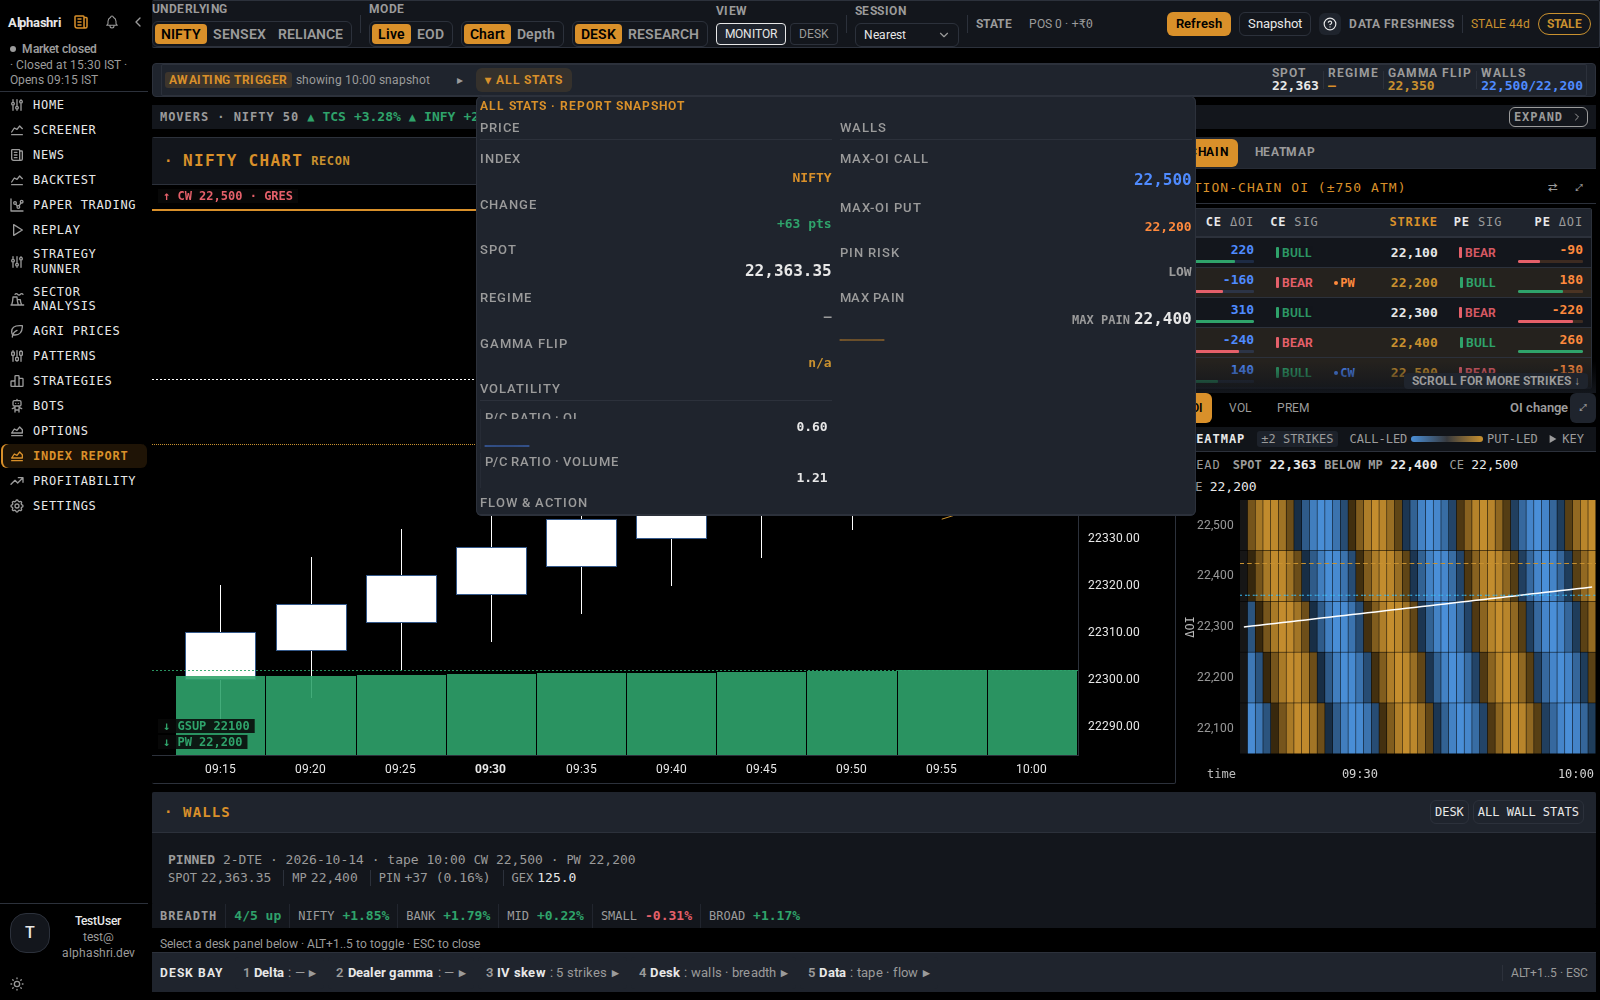 Alphashri
Market closed
· Closed at 15:30 IST ·
Opens 09:15 IST
HOME
SCREENER
NEWS
BACKTEST
PAPER TRADING
REPLAY
STRATEGY
RUNNER
SECTOR
ANALYSIS
AGRI PRICES
PATTERNS
STRATEGIES
BOTS
OPTIONS
INDEX REPORT
PROFITABILITY
SETTINGS
T
TestUser
test@
alphashri.dev
UNDERLYING
NIFTY SENSEX RELIANCE
MODE
Live EOD Chart Depth DESK RESEARCH
VIEW
MONITOR DESK
SESSION
Nearest
STATE POS 0 · +₹0
Refresh Snapshot DATA FRESHNESS STALE 44d STALE
AWAITING TRIGGER showing 10:00 snapshot ▸ ▾ ALL STATS
SPOT
22,363
REGIME
—
GAMMA FLIP
22,350
WALLS
22,500/22,200
MOVERS · NIFTY 50 ▲ TCS +3.28% ▲ INFY +2
EXPAND
ALL STATS · REPORT SNAPSHOT
PRICE
INDEX
NIFTY
CHANGE
+63 pts
SPOT
22,363.35
REGIME
—
GAMMA FLIP
n/a
VOLATILITY
P/C RATIO · OI
0.60
P/C RATIO · VOLUME
1.21
FLOW & ACTION
WALLS
MAX-OI CALL
22,500
MAX-OI PUT
22,200
PIN RISK
LOW
MAX PAIN
MAX PAIN 22,400
· NIFTY CHART RECON
↑ CW 22,500 · GRES
22330.00
22320.00
22310.00
22300.00
22290.00
↓ GSUP 22100
↓ PW 22,200
09:15 09:20 09:25 09:30 09:35 09:40 09:45 09:50 09:55 10:00
HAIN HEATMAP
TION-CHAIN OI (±750 ATM)
CE ΔOI CE SIG STRIKE PE SIG PE ΔOI
220 BULL 22,100 BEAR -90
-160 BEAR •PW 22,200 BULL 180
310 BULL 22,300 BEAR -220
-240 BEAR 22,400 BULL 260
140 BULL •CW 22,500 BEAR -130
SCROLL FOR MORE STRIKES ↓
OI VOL PREM OI change
EATMAP ±2 STRIKES CALL-LED PUT-LED ▶ KEY
EAD SPOT 22,363 BELOW MP 22,400 CE 22,500
E 22,200
22,500
22,400
22,300
22,200
22,100
ΔOI
time 09:30 10:00
· WALLS
DESK ALL WALL STATS
PINNED 2-DTE · 2026-10-14 · tape 10:00 CW 22,500 · PW 22,200
SPOT 22,363.35 MP 22,400 PIN +37 (0.16%) GEX 125.0
BREADTH 4/5 up NIFTY +1.85% BANK +1.79% MID +0.22% SMALL -0.31% BROAD +1.17%
Select a desk panel below · ALT+1..5 to toggle · ESC to close
DESK BAY 1 Delta : — ▸ 2 Dealer gamma : — ▸ 3 IV skew : 5 strikes ▸ 4 Desk : walls · breadth ▸ 5 Data : tape · flow ▸ ALT+1..5 · ESC